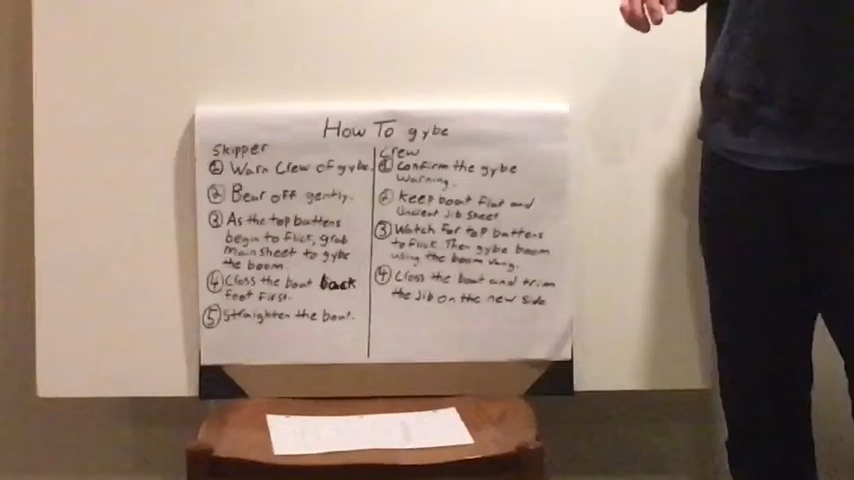 How To gybe
Skipper
① Warn Crew of gybe.
② Bear off gently.
③ As the top battens
begin to flick, grab
mainsheet to gybe
the boom.
④ Cross the boat back
foot first.
⑤ Straighten the boat.
Crew
① Confirm the gybe
Warning.
② Keep boat flat and
Uncleat Jib sheet
③ Watch for top battens
to flick. Then gybe boom
using the boom vang.
④ Cross the boat and trim
the Jib on the new side